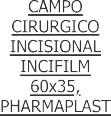 CAMPO
CIRURGICO
INCISIONAL
INCIFILM
60x35,
PHARMAPLAST